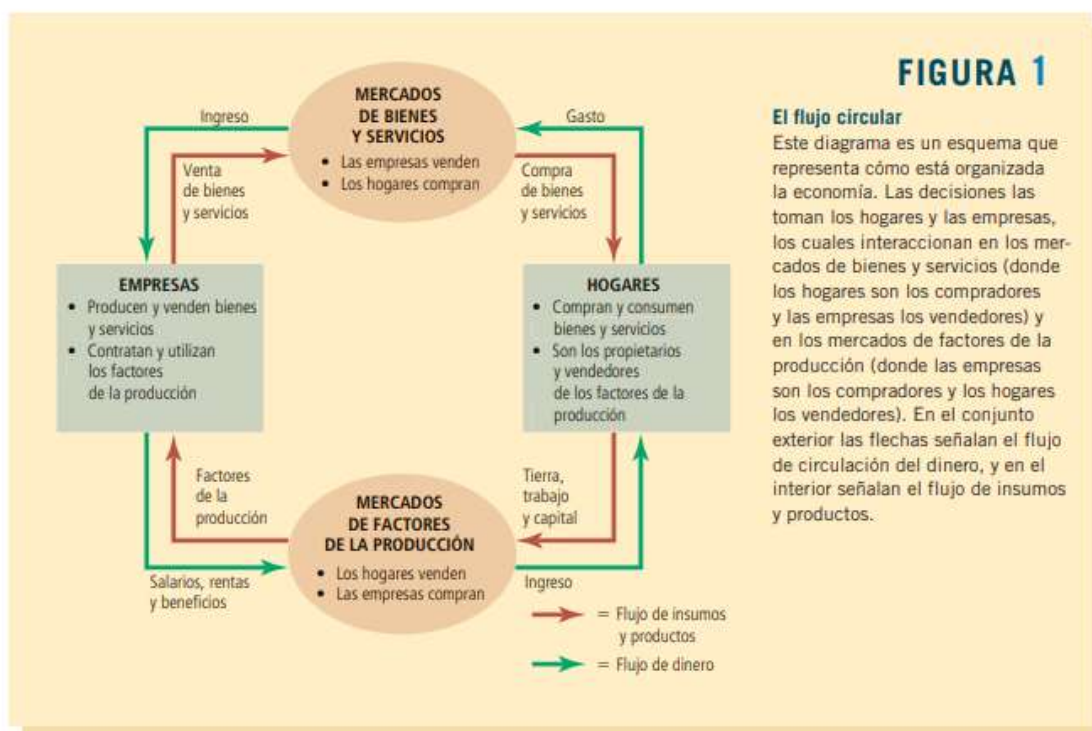 FIGURA 1
El flujo circular
Este diagrama es un esquema que
representa cómo está organizada
la economía. Las decisiones las
toman los hogares y las empresas,
los cuales interaccionan en los mer-
cados de bienes y servicios (donde
los hogares son los compradores
y las empresas los vendedores) y
en los mercados de factores de la
producción (donde las empresas
son los compradores y los hogares
los vendedores). En el conjunto
exterior las flechas señalan el flujo
de circulación del dinero, y en el
interior señalan el flujo de insumos
y productos.
MERCADOS
DE BIENES
Y SERVICIOS
• Las empresas venden
• Los hogares compran
Ingreso
Gasto
Venta
de bienes
y servicios
Compra
de bienes
y servicios
EMPRESAS
• Producen y venden bienes
y servicios
• Contratan y utilizan
los factores
de la producción
HOGARES
• Compran y consumen
bienes y servicios
• Son los propietarios
y vendedores
de los factores de la
producción
Factores
de la
producción
Tierra,
trabajo
y capital
MERCADOS
DE FACTORES
DE LA PRODUCCIÓN
• Los hogares venden
• Las empresas compran
Salarios, rentas
y beneficios
Ingreso
= Flujo de insumos
y productos
= Flujo de dinero